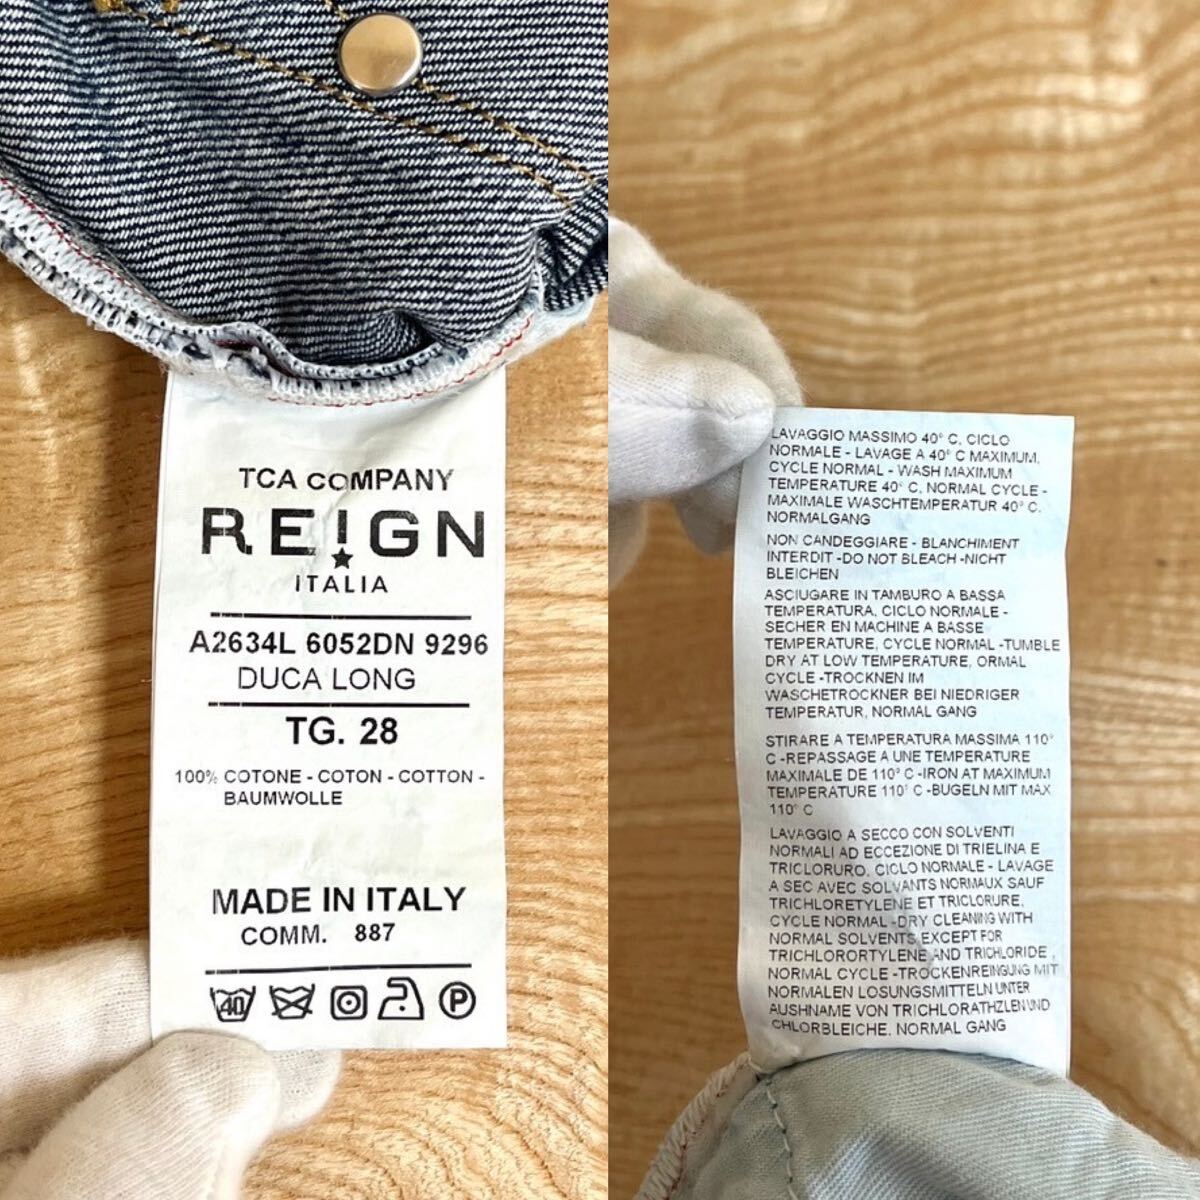 TCA COMPANY
RE!GN
ITALIA
A2634L 6052DN 9296
DUCA LONG
TG. 28
100% COTONE - COTON - COTTON -
BAUMWOLLE
MADE IN ITALY
COMM. 887
40 P
LAVAGGIO MASSIMO 40° C, CICLO
NORMALE - LAVAGE A 40° C MAXIMUM,
CYCLE NORMAL - WASH MAXIMUM
TEMPERATURE 40° C, NORMAL CYCLE -
MAXIMALE WASCHTEMPERATUR 40° C,
NORMALGANG
NON CANDEGGIARE - BLANCHIMENT
INTERDIT -DO NOT BLEACH -NICHT
BLEICHEN
ASCIUGARE IN TAMBURO A BASSA
TEMPERATURA, CICLO NORMALE -
SECHER EN MACHINE A BASSE
TEMPERATURE, CYCLE NORMAL -TUMBLE
DRY AT LOW TEMPERATURE, ORMAL
CYCLE -TROCKNEN IM
WASCHETROCKNER BEI NIEDRIGER
TEMPERATUR, NORMAL GANG
STIRARE A TEMPERATURA MASSIMA 110°
C -REPASSAGE A UNE TEMPERATURE
MAXIMALE DE 110° C -IRON AT MAXIMUM
TEMPERATURE 110° C -BUGELN MIT MAX
110° C
LAVAGGIO A SECCO CON SOLVENTI
NORMALI AD ECCEZIONE DI TRIELINA E
TRICLORURO, CICLO NORMALE - LAVAGE
A SEC AVEC SOLVANTS NORMAUX SAUF
TRICHLORETYLENE ET TRICLORURE,
CYCLE NORMAL -DRY CLEANING WITH
NORMAL SOLVENTS EXCEPT FOR
TRICHLORORTYLENE AND TRICHLORIDE ,
NORMAL CYCLE -TROCKENREINGUNG MIT
NORMALEN LOSUNGSMITTELN UNTER
AUSHNAME VON TRICHLORATHZLEN UND
CHLORBLEICHE, NORMAL GANG